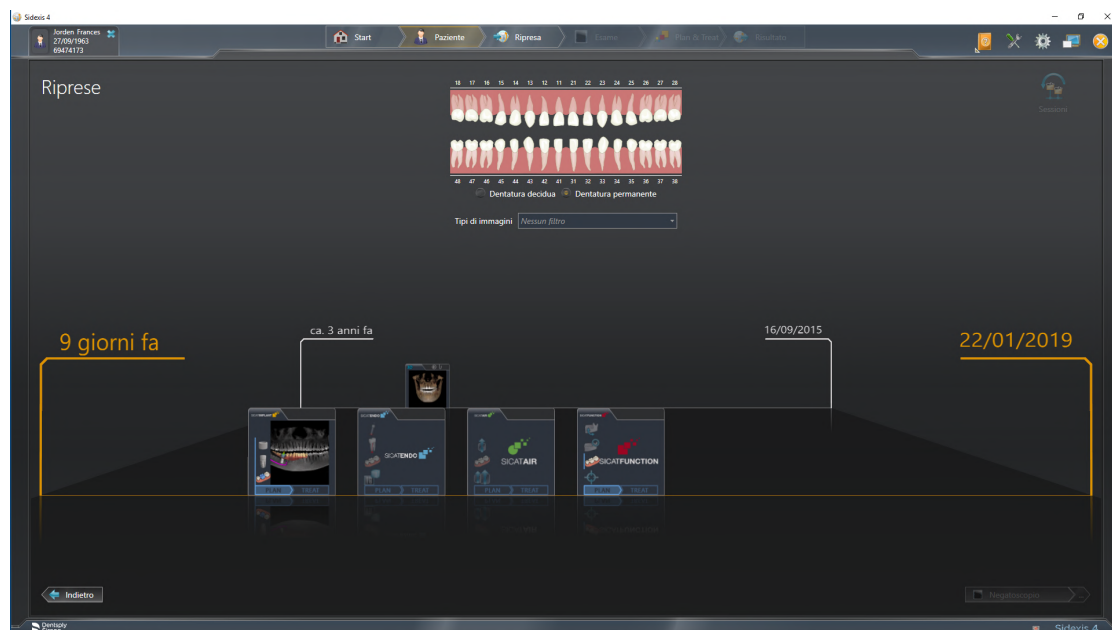 Sidexis 4
Jorden Frances
27/09/1963
69474173
Start
Paziente
Ripresa
Esame
Plan & Treat
Risultato
Riprese
Sessioni
18 17 16 15 14 13 12 11 21 22 23 24 25 26 27 28
48 47 46 45 44 43 42 41 31 32 33 34 35 36 37 38
Dentatura decidua
Dentatura permanente
Tipi di immagini
Nessun filtro
9 giorni fa
ca. 3 anni fa
16/09/2015
22/01/2019
SICATENDO
SICATAIR
SICATFUNCTION
PLAN TREAT
PLAN TREAT
PLAN TREAT
PLAN TREAT
Indietro
Negatoscopio
Dentsply
Sirona
Sidexis 4